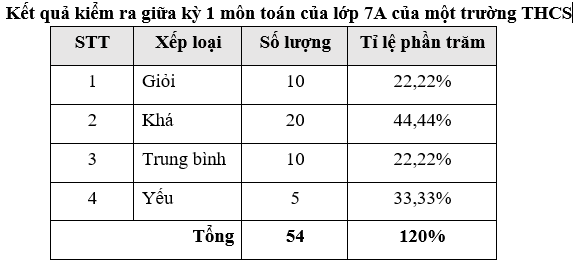 Kết quả kiểm ra giữa kỳ 1 môn toán của lớp 7A của một trường THCS
STT Xếp loại Số lượng Tỉ lệ phần trăm
1 Giỏi 10 22,22%
2 Khá 20 44,44%
3 Trung bình 10 22,22%
4 Yếu 5 33,33%
Tổng 54 120%